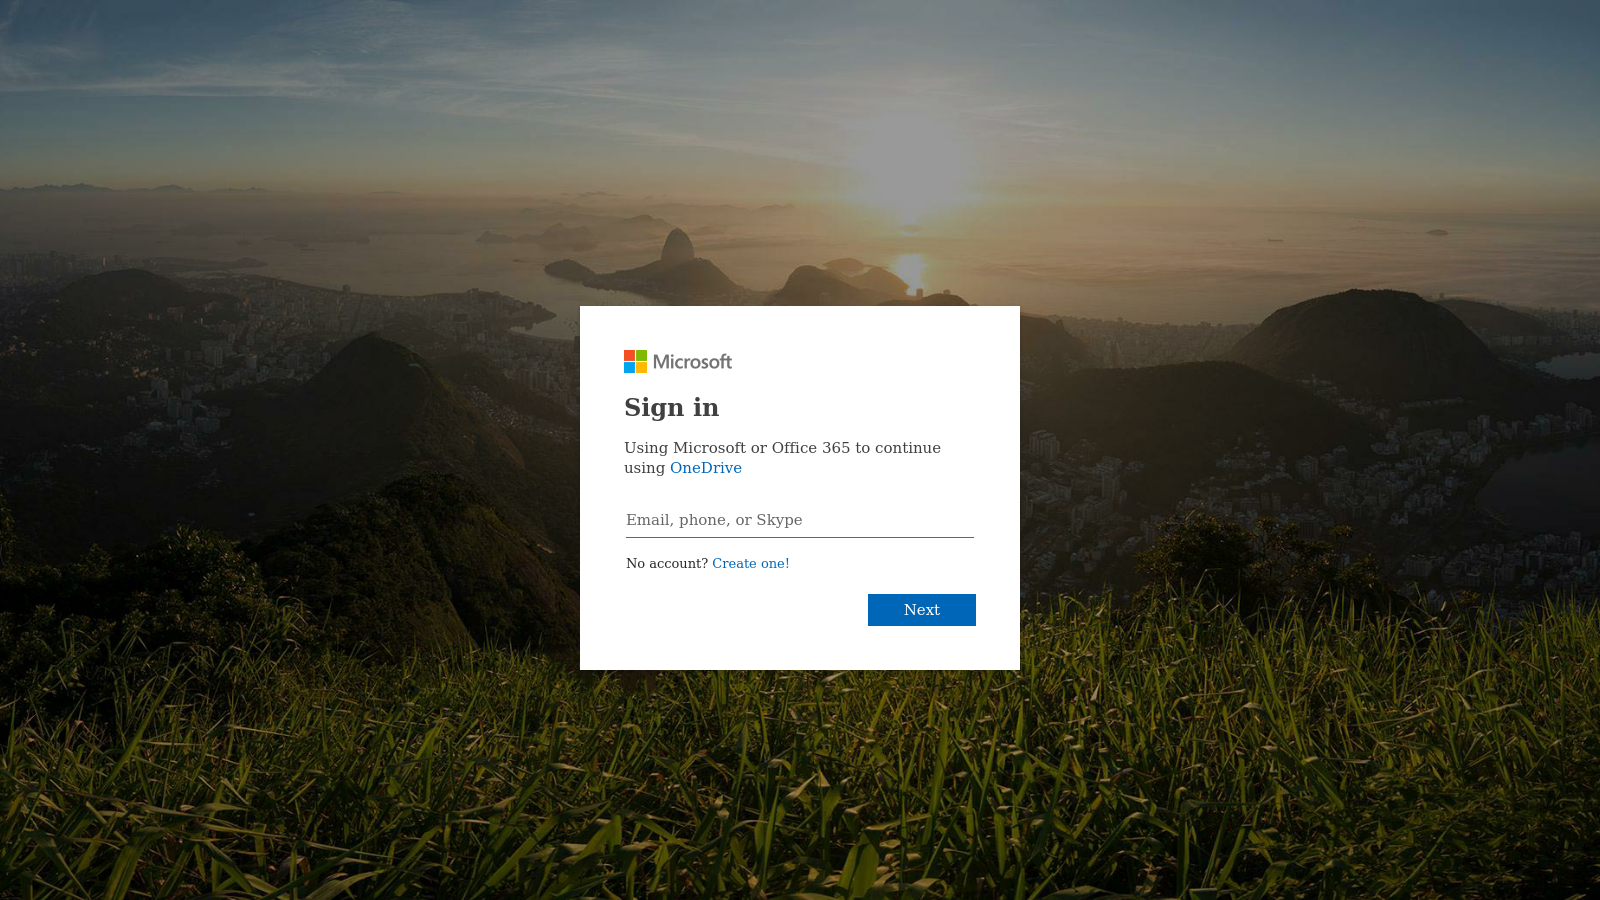 Microsoft
Sign in
Using Microsoft or Office 365 to continue
using OneDrive
Email, phone, or Skype
No account? Create one!
Next